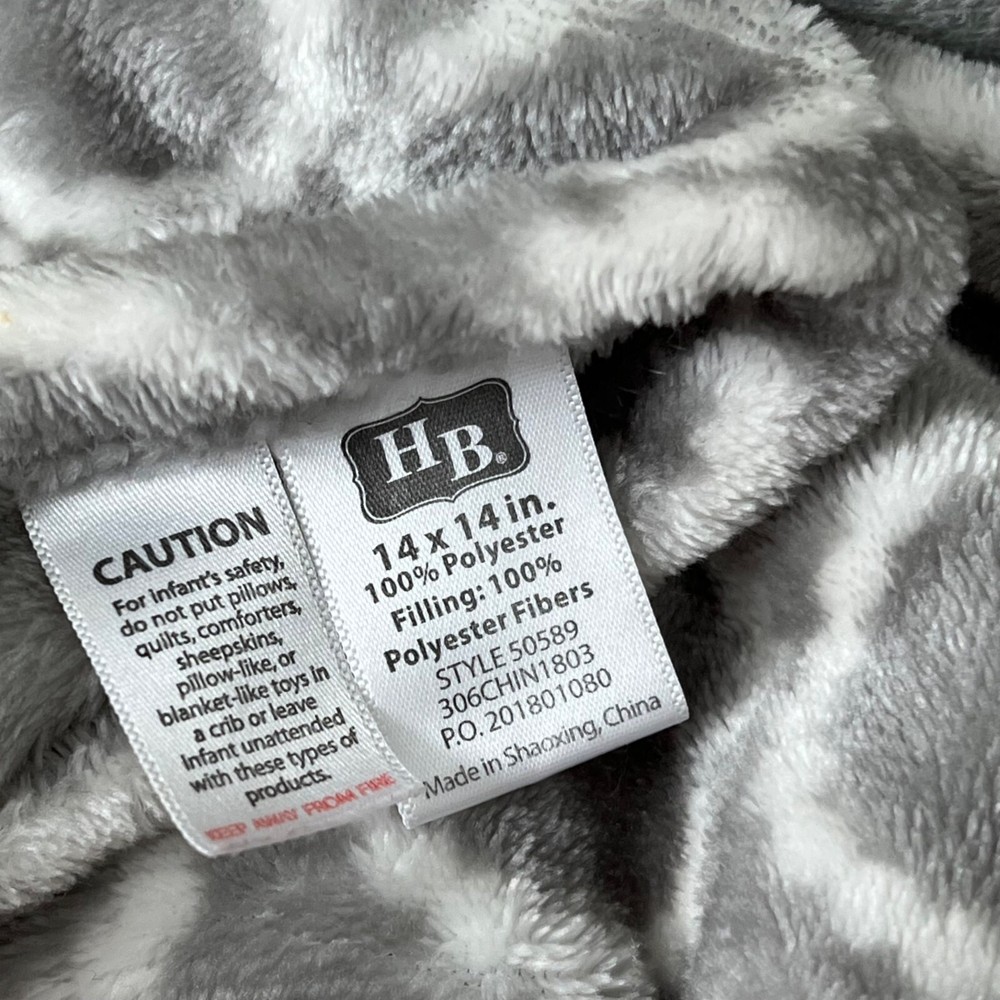 CAUTION
For infant's safety,
do not put pillows,
quilts, comforters,
sheepskins,
pillow-like, or
blanket-like toys in
a crib or leave
Infant unattended
with these types of
products.
KEEP AWAY FROM FIRE
HB®
14 x 14 in.
100% Polyester
Filling: 100%
Polyester Fibers
STYLE 50589
306CHIN1803
P.O. 201801080
Made in Shaoxing, China